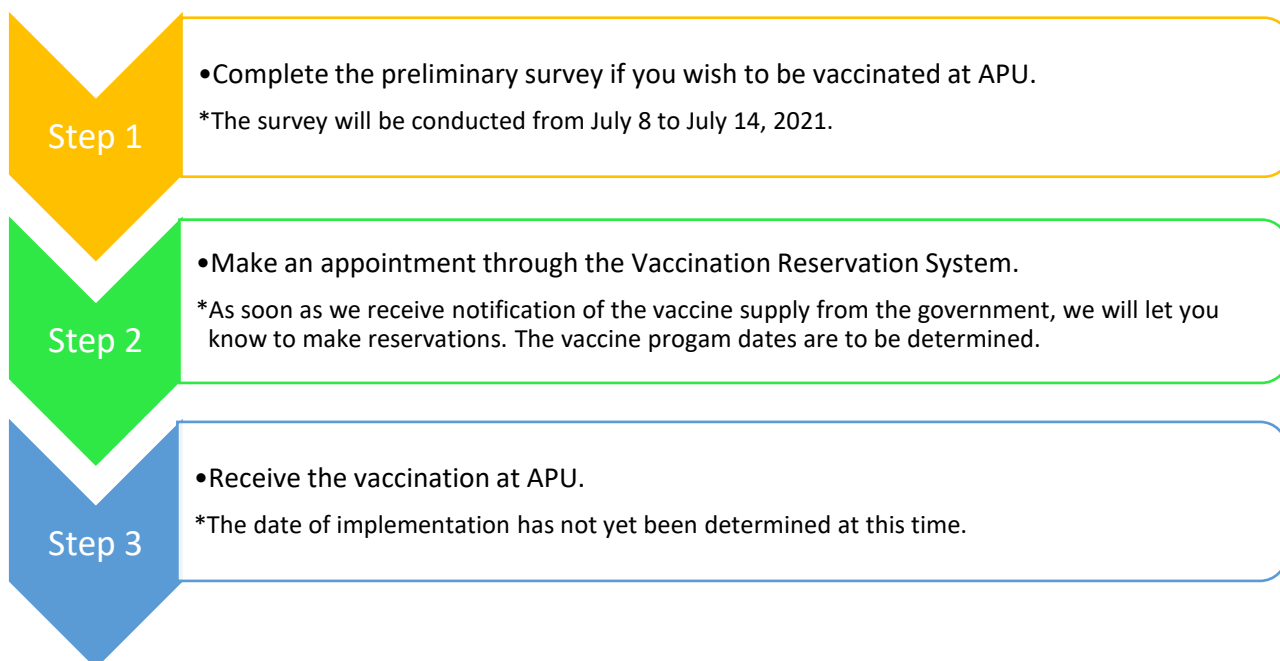 Step 1
•Complete the preliminary survey if you wish to be vaccinated at APU.
*The survey will be conducted from July 8 to July 14, 2021.
Step 2
•Make an appointment through the Vaccination Reservation System.
*As soon as we receive notification of the vaccine supply from the government, we will let you
know to make reservations. The vaccine progam dates are to be determined.
Step 3
•Receive the vaccination at APU.
*The date of implementation has not yet been determined at this time.